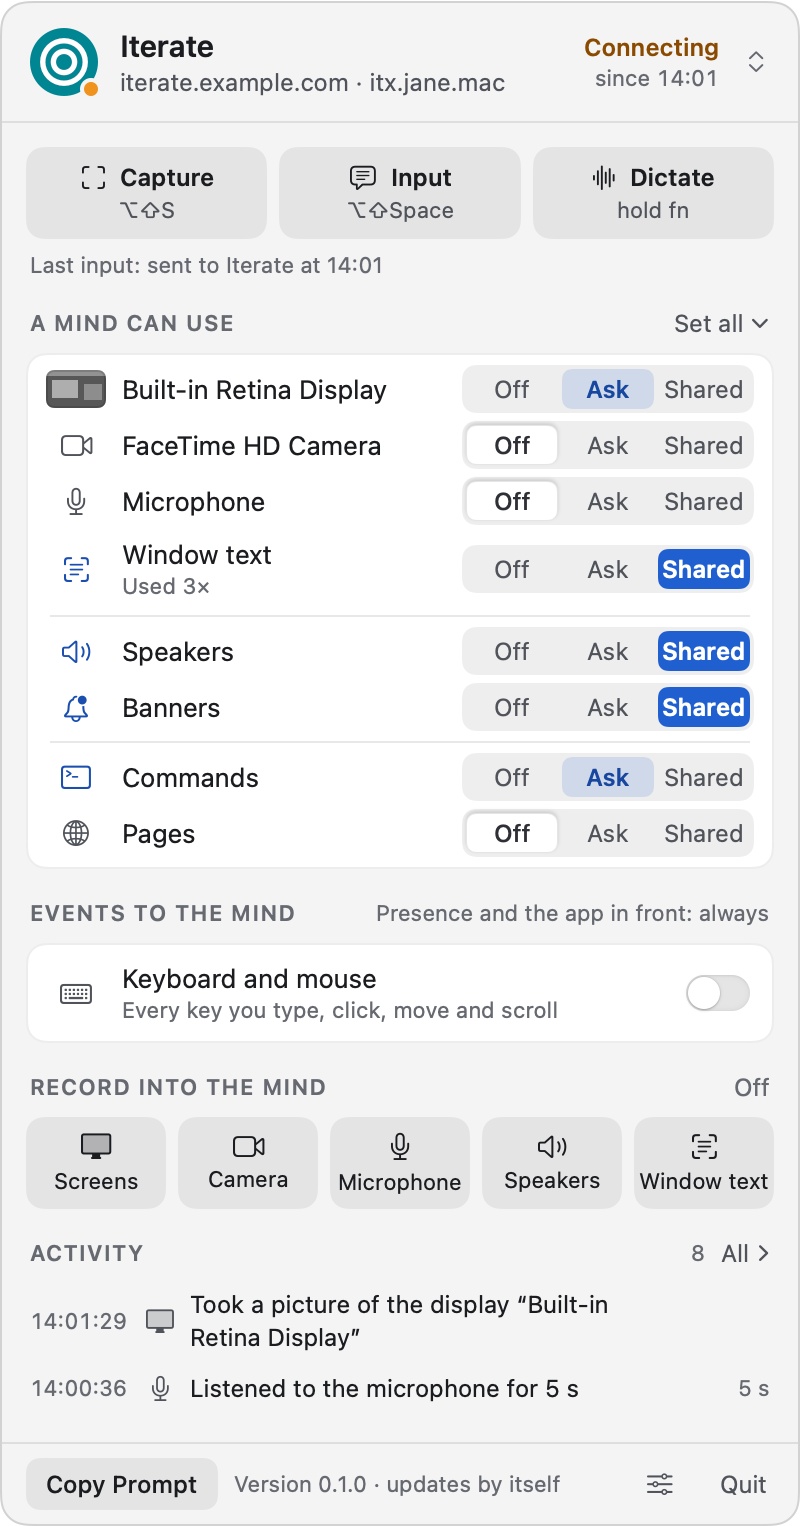 Iterate
iterate.example.com · itx.jane.mac
Connecting
since 14:01
Capture
⌥⇧S
Input
⌥⇧Space
Dictate
hold fn
Last input: sent to Iterate at 14:01
A MIND CAN USE
Set all
Built-in Retina Display Off Ask Shared
FaceTime HD Camera Off Ask Shared
Microphone Off Ask Shared
Window text Off Ask Shared
Used 3×
Speakers Off Ask Shared
Banners Off Ask Shared
Commands Off Ask Shared
Pages Off Ask Shared
EVENTS TO THE MIND Presence and the app in front: always
Keyboard and mouse
Every key you type, click, move and scroll
RECORD INTO THE MIND Off
Screens Camera Microphone Speakers Window text
ACTIVITY 8 All
14:01:29 Took a picture of the display “Built-in
Retina Display”
14:00:36 Listened to the microphone for 5 s 5 s
Copy Prompt Version 0.1.0 · updates by itself Quit